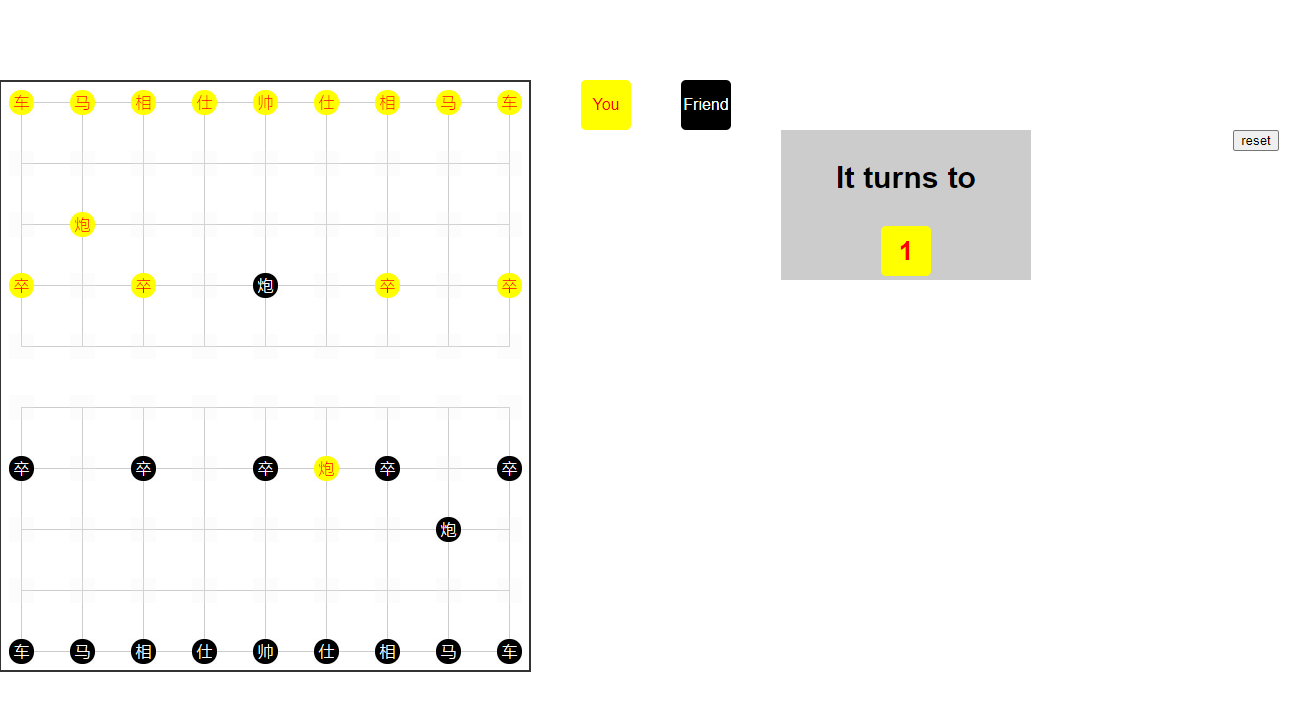 车 马 相 仕 帅 仕 相 马 车
You Friend
reset
It turns to
炮
1
卒 卒 炮 卒 卒
卒 卒 卒 炮 卒 卒
炮
车 马 相 仕 帅 仕 相 马 车